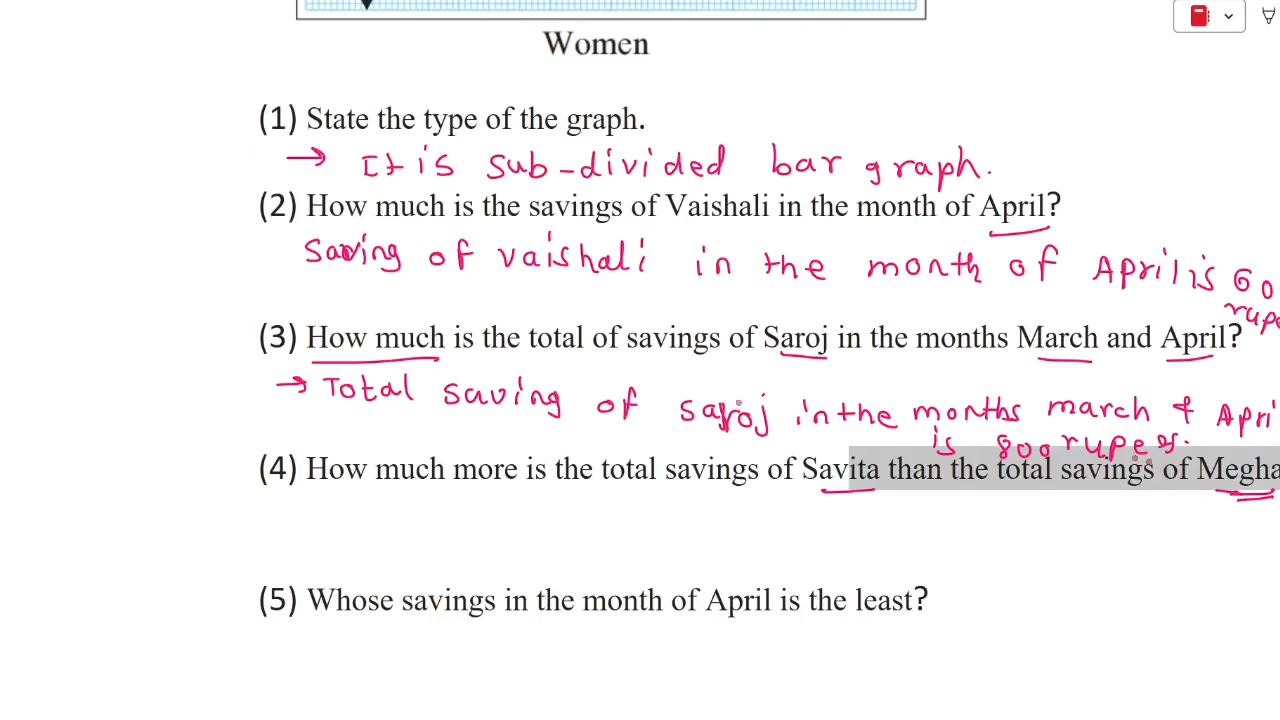 Women
(1) State the type of the graph.
→ It is sub-divided bar graph.
(2) How much is the savings of Vaishali in the month of April?
Saving of vaishali in the month of April is 60
rupe
(3) How much is the total of savings of Saroj in the months March and April?
→ Total saving of saroj in the months march & Apri
is 800 rupees.
(4) How much more is the total savings of Savita than the total savings of Megha
(5) Whose savings in the month of April is the least?